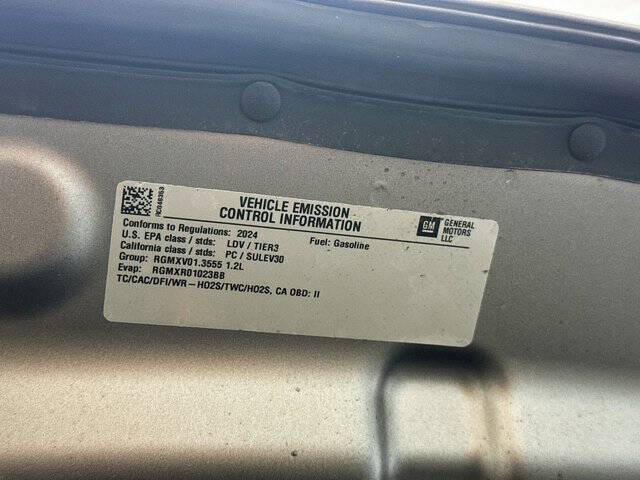 RC046363
VEHICLE EMISSION
CONTROL INFORMATION
GM
GENERAL
MOTORS
LLC
Conforms to Regulations: 2024
Fuel: Gasoline
U.S. EPA class / stds: LDV / TIER3
California class / stds: PC / SULEV30
Group: RGMXV01.3555 1.2L
Evap: RGMXR01023BB
TC/CAC/DFI/WR-HO2S/TWC/HO2S, CA OBD: II